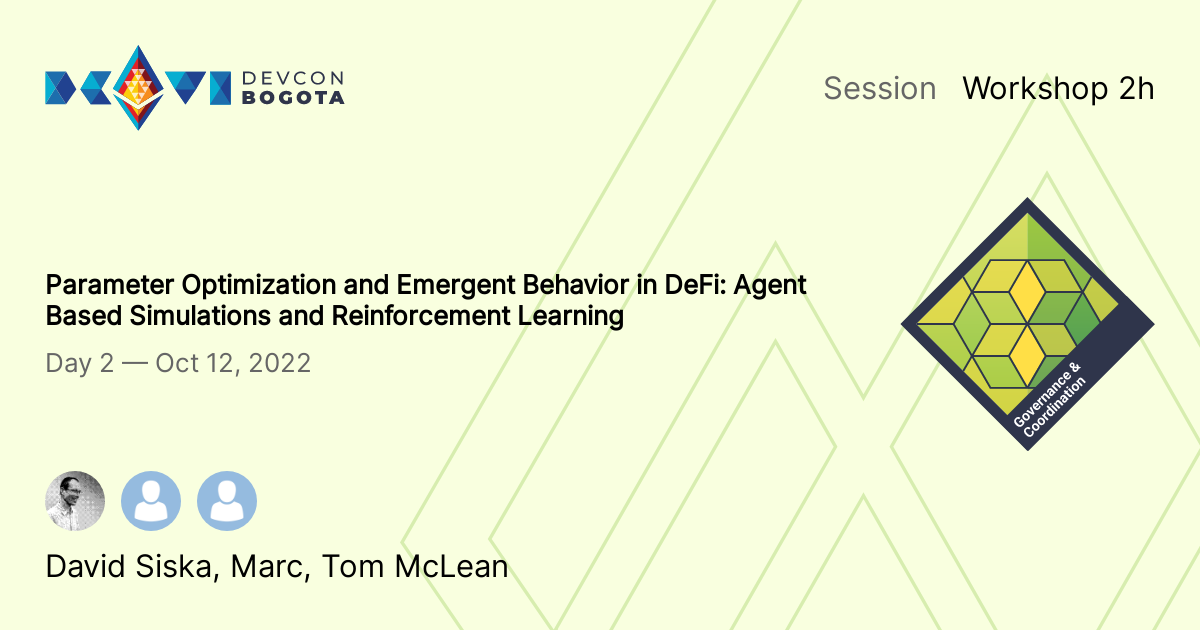 DEVCON
BOGOTA
Session Workshop 2h
Parameter Optimization and Emergent Behavior in DeFi: Agent
Based Simulations and Reinforcement Learning
Day 2 — Oct 12, 2022
Governance &
Coordination
David Siska, Marc, Tom McLean